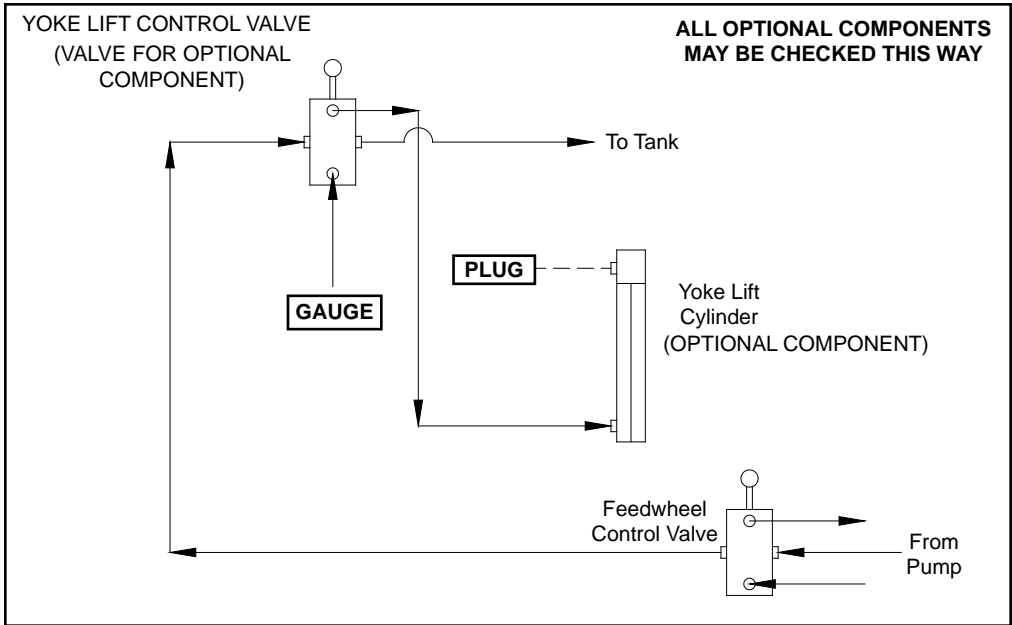 YOKE LIFT CONTROL VALVE
(VALVE FOR OPTIONAL
COMPONENT)
ALL OPTIONAL COMPONENTS
MAY BE CHECKED THIS WAY
To Tank
GAUGE
PLUG
Yoke Lift
Cylinder
(OPTIONAL COMPONENT)
Feedwheel
Control Valve
From
Pump